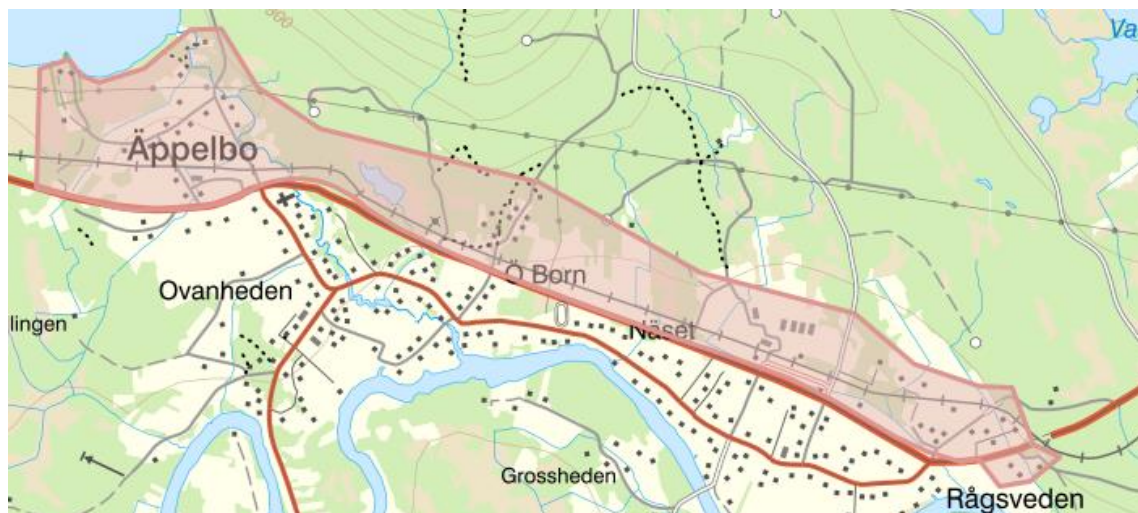 Va
Äppelbo
Ö Born
Ovanheden
lingen
Näset
Grossheden
Rågsveden